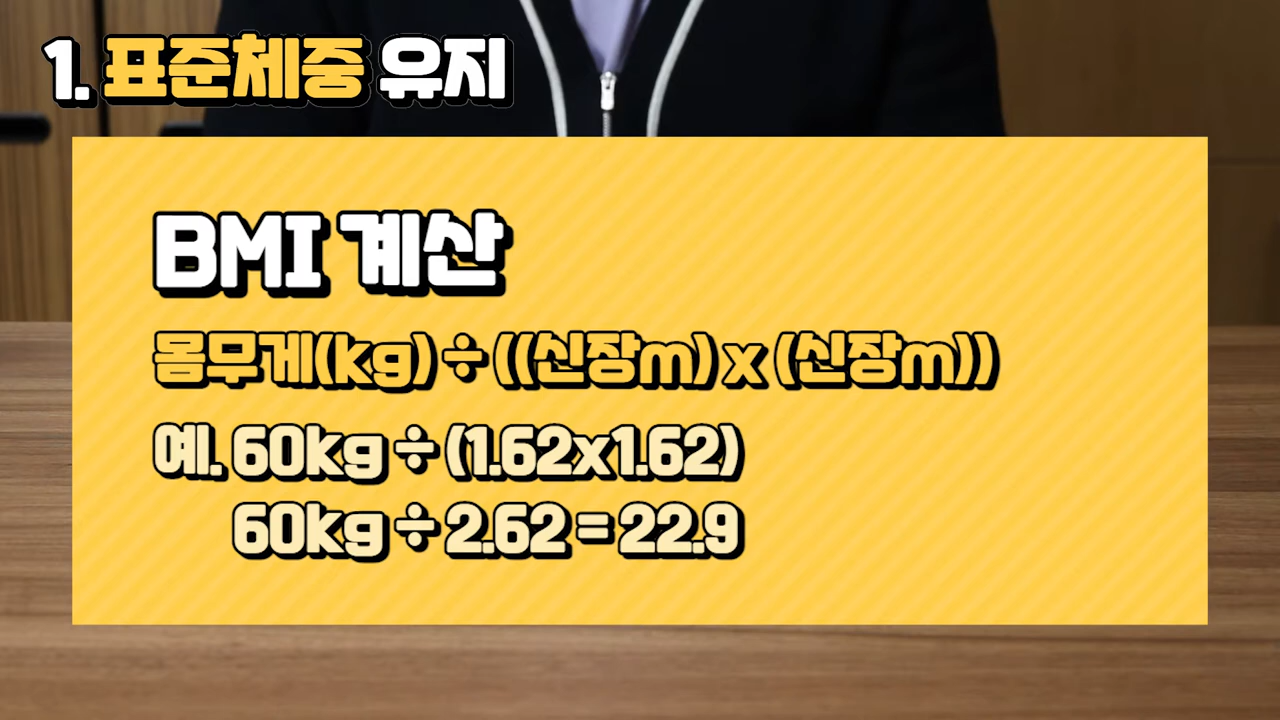 1. 표준체중 유지
BMI 계산
몸무게(kg) ÷ ((신장m) x (신장m))
예. 60kg ÷ (1.62x1.62)
60kg ÷ 2.62 = 22.9